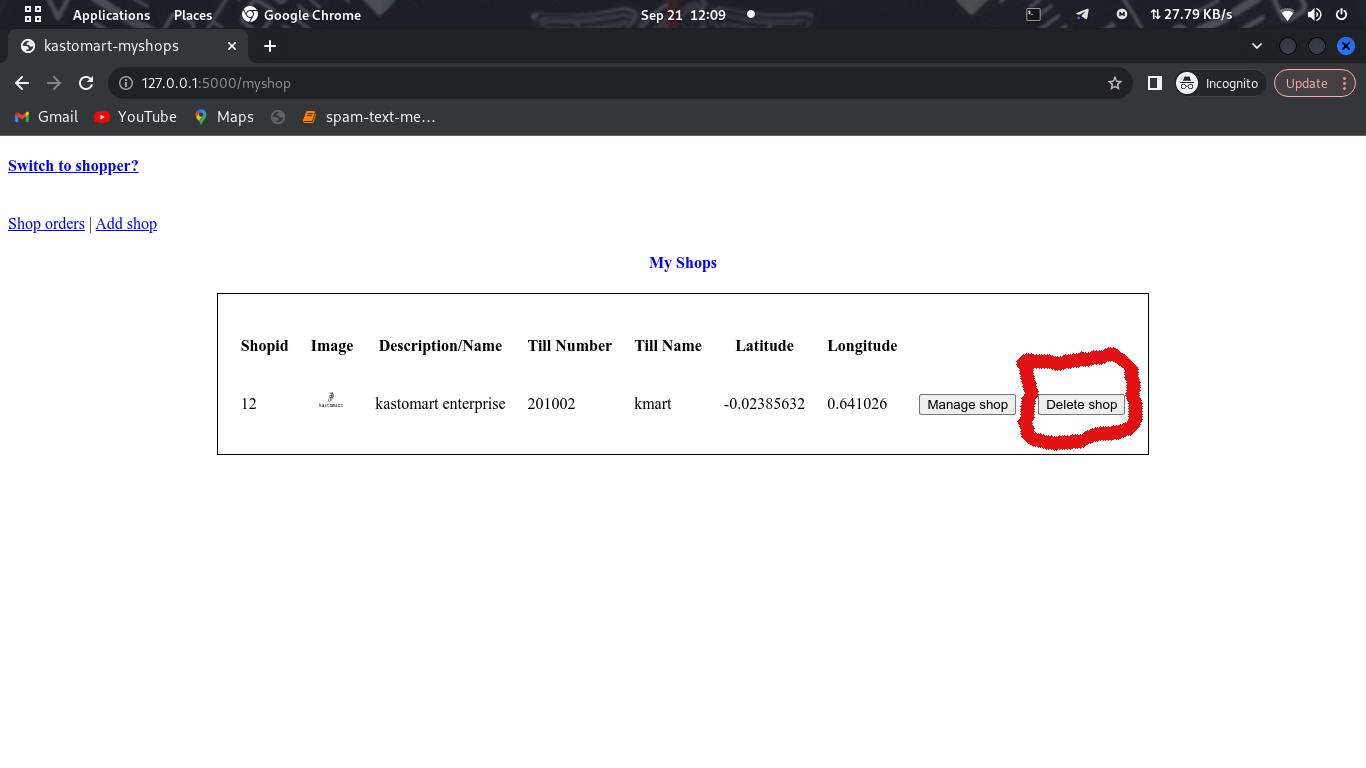 Applications Places Google Chrome Sep 21 12:09 27.79 KB/s
kastomart-myshops
127.0.0.1:5000/myshop Incognito Update
Gmail YouTube Maps spam-text-me...
Switch to shopper?
Shop orders | Add shop
My Shops
Shopid Image Description/Name Till Number Till Name Latitude Longitude
12 kastomart kastomart enterprise 201002 kmart -0.02385632 0.641026 Manage shop Delete shop